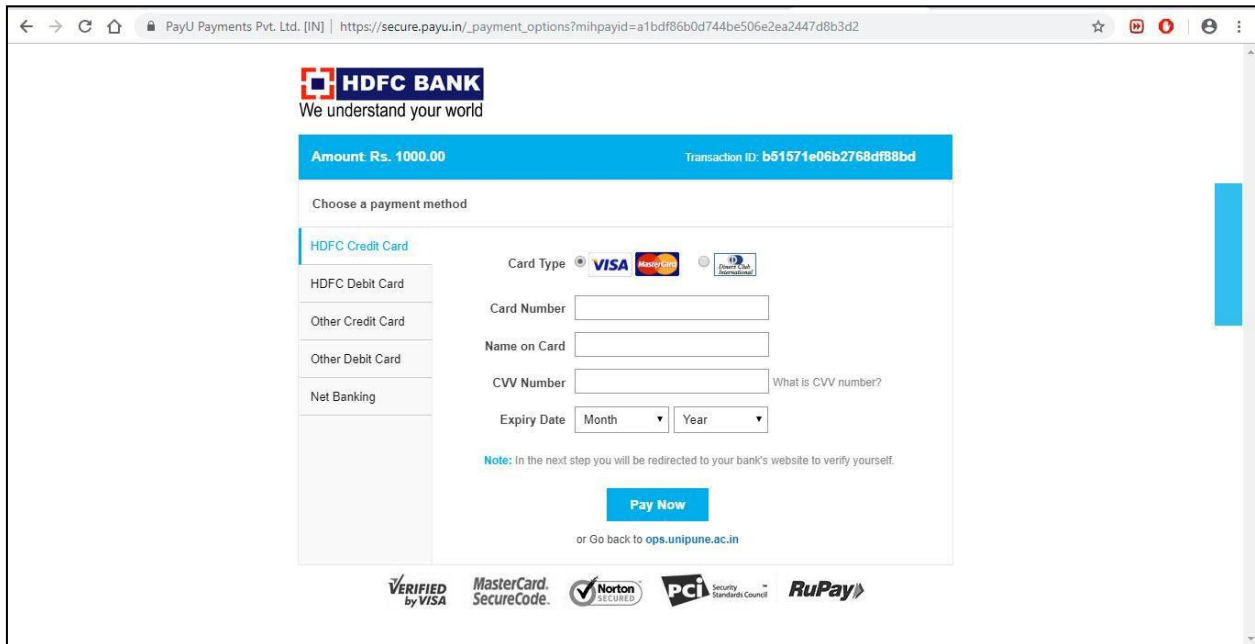 PayU Payments Pvt. Ltd. [IN] | https://secure.payu.in/_payment_options?mihpayid=a1bdf86b0d744be506e2ea2447d8b3d2
HDFC BANK
We understand your world
Amount: Rs. 1000.00 Transaction ID: b51571e06b2768df88bd
Choose a payment method
HDFC Credit Card
HDFC Debit Card
Other Credit Card
Other Debit Card
Net Banking
Card Type VISA MasterCard Diners Club International
Card Number
Name on Card
CVV Number What is CVV number?
Expiry Date Month Year
Note: In the next step you will be redirected to your bank's website to verify yourself.
Pay Now
or Go back to ops.unipune.ac.in
VERIFIED by VISA
MasterCard. SecureCode.
Norton SECURED
PCI Security Standards Council
RuPay